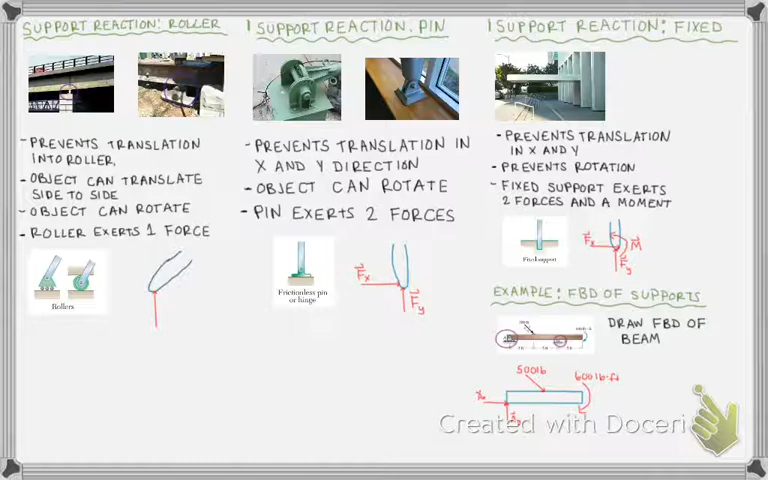 SUPPORT REACTION: ROLLER
- PREVENTS TRANSLATION
INTO ROLLER.
- OBJECT CAN TRANSLATE
SIDE TO SIDE
- OBJECT CAN ROTATE
- ROLLER EXERTS 1 FORCE
Rollers
SUPPORT REACTION: PIN
- PREVENTS TRANSLATION IN
X AND Y DIRECTION
- OBJECT CAN ROTATE
- PIN EXERTS 2 FORCES
Frictionless pin
or hinge
Fx
Fy
SUPPORT REACTION: FIXED
- PREVENTS TRANSLATION
IN X AND Y
- PREVENTS ROTATION
- FIXED SUPPORT EXERTS
2 FORCES AND A MOMENT
Fixed support
Fx
M
Fy
EXAMPLE: FBD OF SUPPORTS
DRAW FBD OF
BEAM
500lb
600lb·ft
Created with Doceri